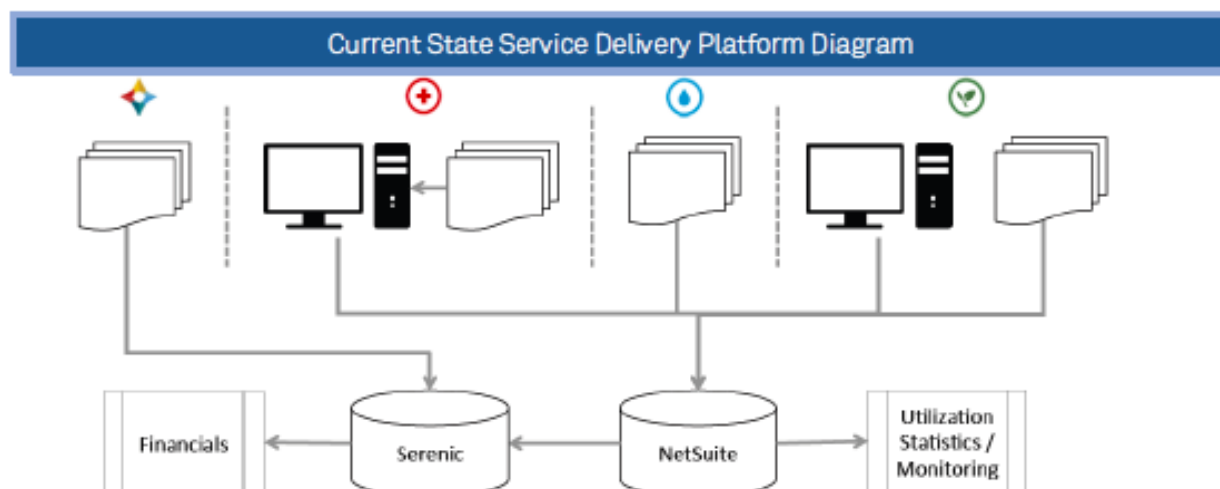 Current State Service Delivery Platform Diagram
Financials
Serenic
NetSuite
Utilization
Statistics /
Monitoring